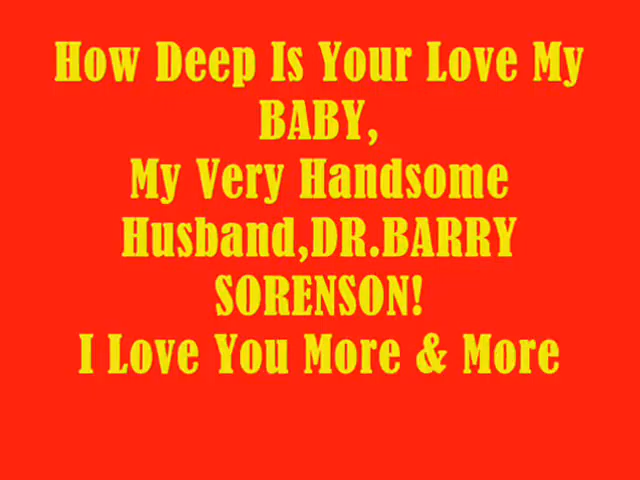 How Deep Is Your Love My
BABY,
My Very Handsome
Husband,DR.BARRY
SORENSON!
I Love You More & More